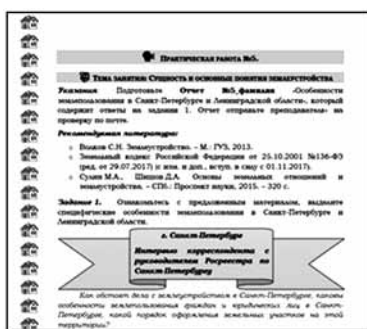 ПРАКТИЧЕСКАЯ РАБОТА №5.
ТЕМА ЗАНЯТИЯ: СУЩНОСТЬ И ОСНОВНЫЕ ПОНЯТИЯ ЗЕМЛЕУСТРОЙСТВА
Указания Подготовьте Отчет №5_фамилия «Особенности
землепользования в Санкт-Петербурге и Ленинградской области», который
содержит ответы на задания 1. Отчет отправьте преподавателю на
проверку по почте.
Рекомендуемая литература:
Волков С.Н. Землеустройство. – М.: ГУЗ, 2013.
Земельный кодекс Российской Федерации от 25.10.2001 №136-ФЗ
(ред. от 29.07.2017) (с изм. и доп., вступ. в силу с 01.11.2017).
Сулин М.А., Шишов Д.А. Основы земельных отношений и
землеустройства. – СПб.: Проспект науки, 2015. – 320 с.
Задание 1. Ознакомьтесь с предложенным материалом, выделите
специфические особенности землепользования в Санкт-Петербурге и
Ленинградской области.
г. Санкт-Петербург
Интервью корреспондента с
руководителем Росреестра по
Санкт-Петербургу
Как обстоят дела с землеустройством в Санкт-Петербурге, каковы
особенности землепользования граждан и юридических лиц в Санкт-
Петербурге, какой порядок оформления земельных участков на этой
территории?